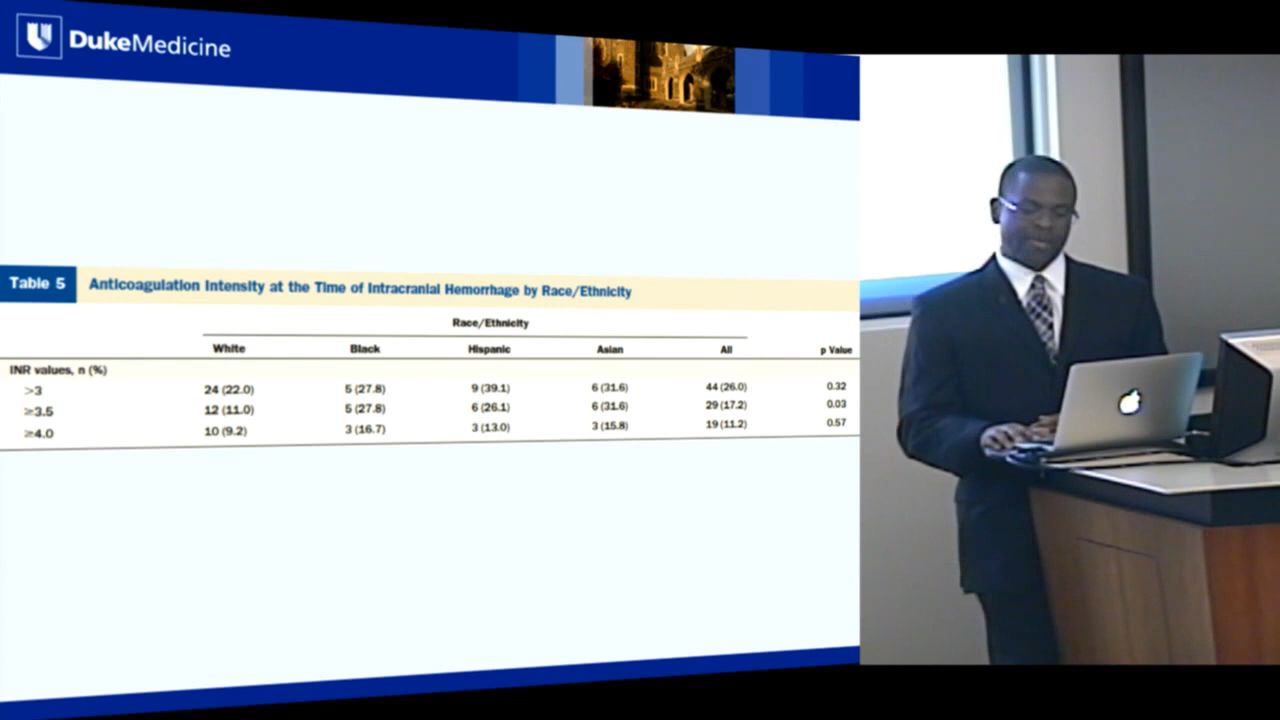 DukeMedicine
Table 5 Anticoagulation Intensity at the Time of Intracranial Hemorrhage by Race/Ethnicity
Race/Ethnicity
White Black Hispanic Asian All p Value
INR values, n (%)
>3 24 (22.0) 5 (27.8) 9 (39.1) 6 (31.6) 44 (26.0) 0.32
≥3.5 12 (11.0) 5 (27.8) 6 (26.1) 6 (31.6) 29 (17.2) 0.03
≥4.0 10 (9.2) 3 (16.7) 3 (13.0) 3 (15.8) 19 (11.2) 0.57